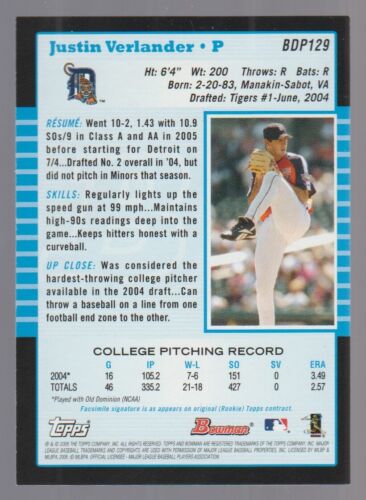 Justin Verlander • P
BDP129
Ht: 6'4" Wt: 200 Throws: R Bats: R
Born: 2-20-83, Manakin-Sabot, VA
Drafted: Tigers #1-June, 2004
RÉSUMÉ: Went 10-2, 1.43 with 10.9
SOs/9 in Class A and AA in 2005
before starting for Detroit on
7/4...Drafted No. 2 overall in '04, but
did not pitch in Minors that season.
SKILLS: Regularly lights up the
speed gun at 99 mph...Maintains
high-90s readings deep into the
game...Keeps hitters honest with a
curveball.
UP CLOSE: Was considered the
hardest-throwing college pitcher
available in the 2004 draft...Can
throw a baseball on a line from one
football end zone to the other.
COLLEGE PITCHING RECORD
G IP W-L SO SV ERA
2004* 16 105.2 7-6 151 0 3.49
TOTALS 46 335.2 21-18 427 0 2.57
*Played with Old Dominion (NCAA)
Facsimile signature is as appears on original (Rookie) Topps contract.
Topps
Bowman